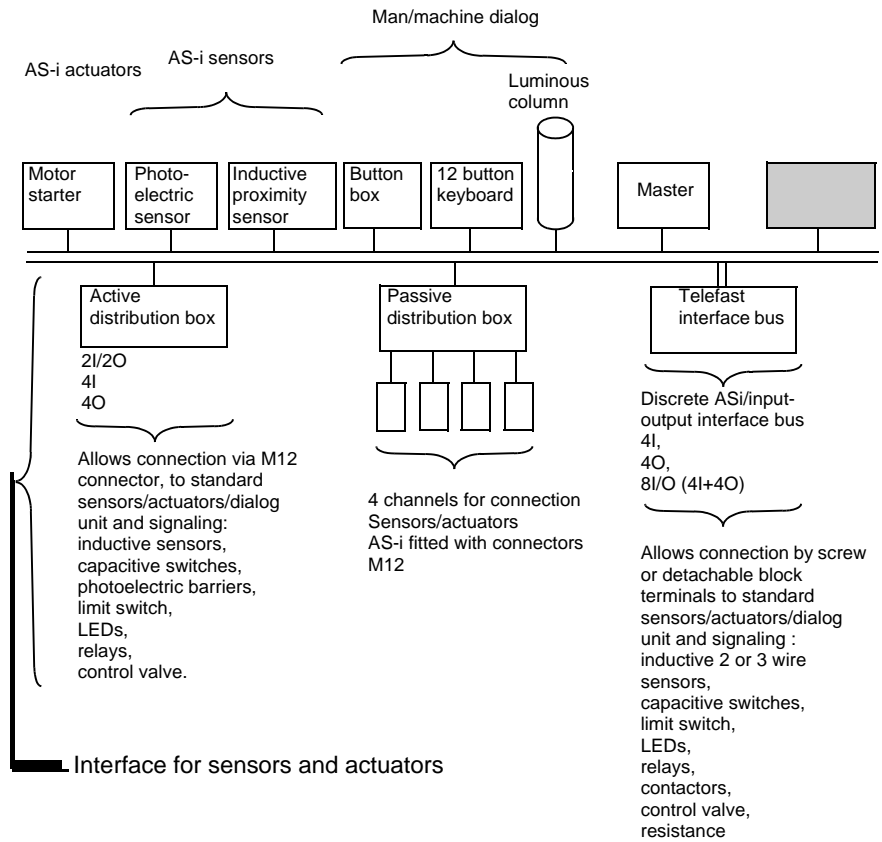 Man/machine dialog
AS-i actuators
AS-i sensors
Luminous
column
Motor
starter
Photo-
electric
sensor
Inductive
proximity
sensor
Button
box
12 button
keyboard
Master
Active
distribution box
2I/2O
4I
4O
Allows connection via M12
connector, to standard
sensors/actuators/dialog
unit and signaling:
inductive sensors,
capacitive switches,
photoelectric barriers,
limit switch,
LEDs,
relays,
control valve.
Passive
distribution box
4 channels for connection
Sensors/actuators
AS-i fitted with connectors
M12
Telefast
interface bus
Discrete ASi/input-
output interface bus
4I,
4O,
8I/O (4I+4O)
Allows connection by screw
or detachable block
terminals to standard
sensors/actuators/dialog
unit and signaling :
inductive 2 or 3 wire
sensors,
capacitive switches,
limit switch,
LEDs,
relays,
contactors,
control valve,
resistance
Interface for sensors and actuators